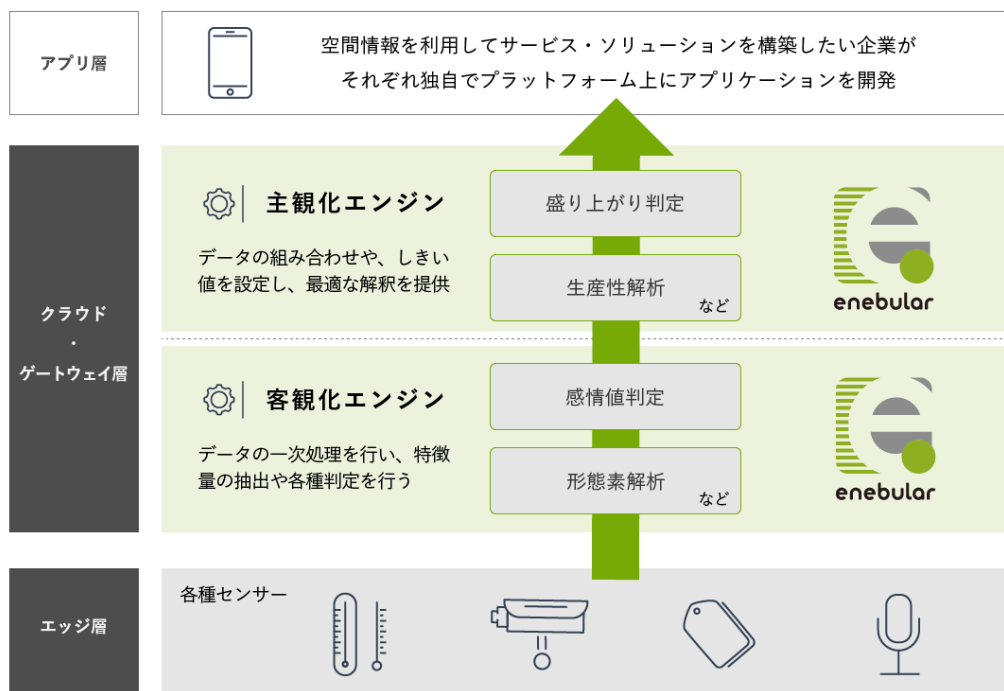 アプリ層
空間情報を利用してサービス・ソリューションを構築したい企業が
それぞれ独自でプラットフォーム上にアプリケーションを開発
クラウド
・
ゲートウェイ層
主観化エンジン
データの組み合わせや、しきい
値を設定し、最適な解釈を提供
盛り上がり判定
生産性解析
など
enebular
客観化エンジン
データの一次処理を行い、特徴
量の抽出や各種判定を行う
感情値判定
形態素解析
など
enebular
エッジ層
各種センサー